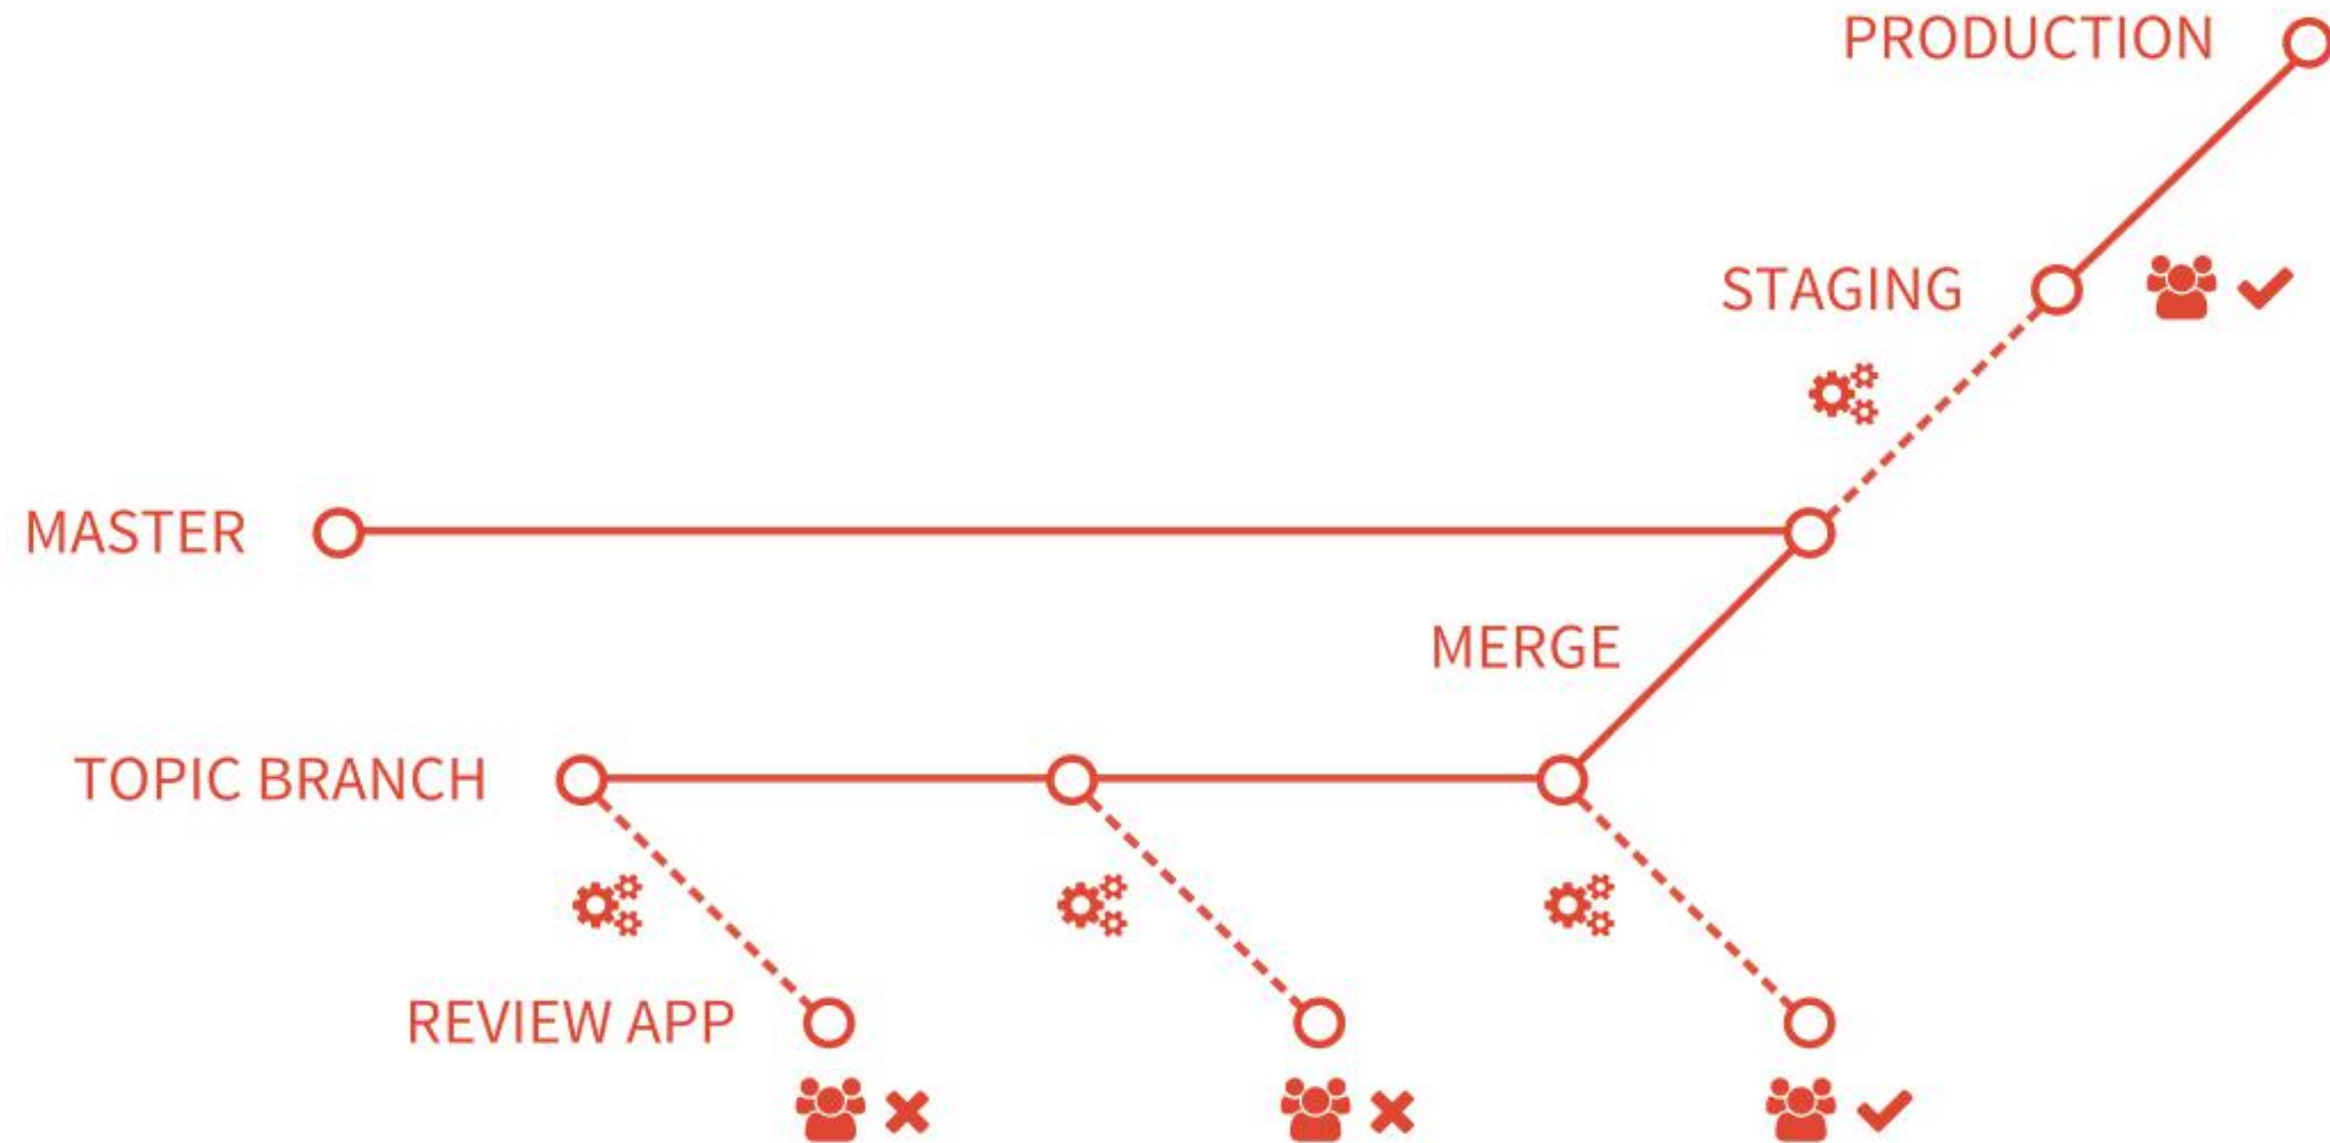 PRODUCTION
STAGING
MASTER
MERGE
TOPIC BRANCH
REVIEW APP